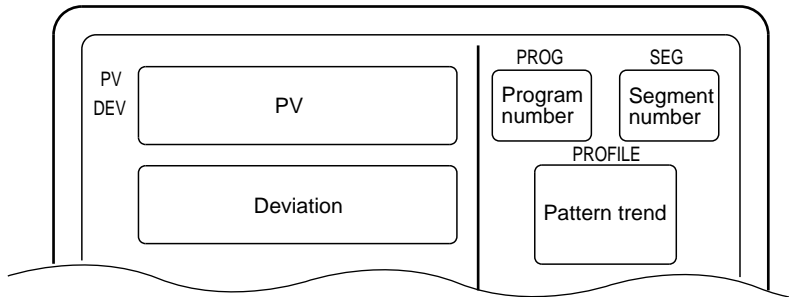 PV
DEV
PV
Deviation
PROG
SEG
Program
number
Segment
number
PROFILE
Pattern trend